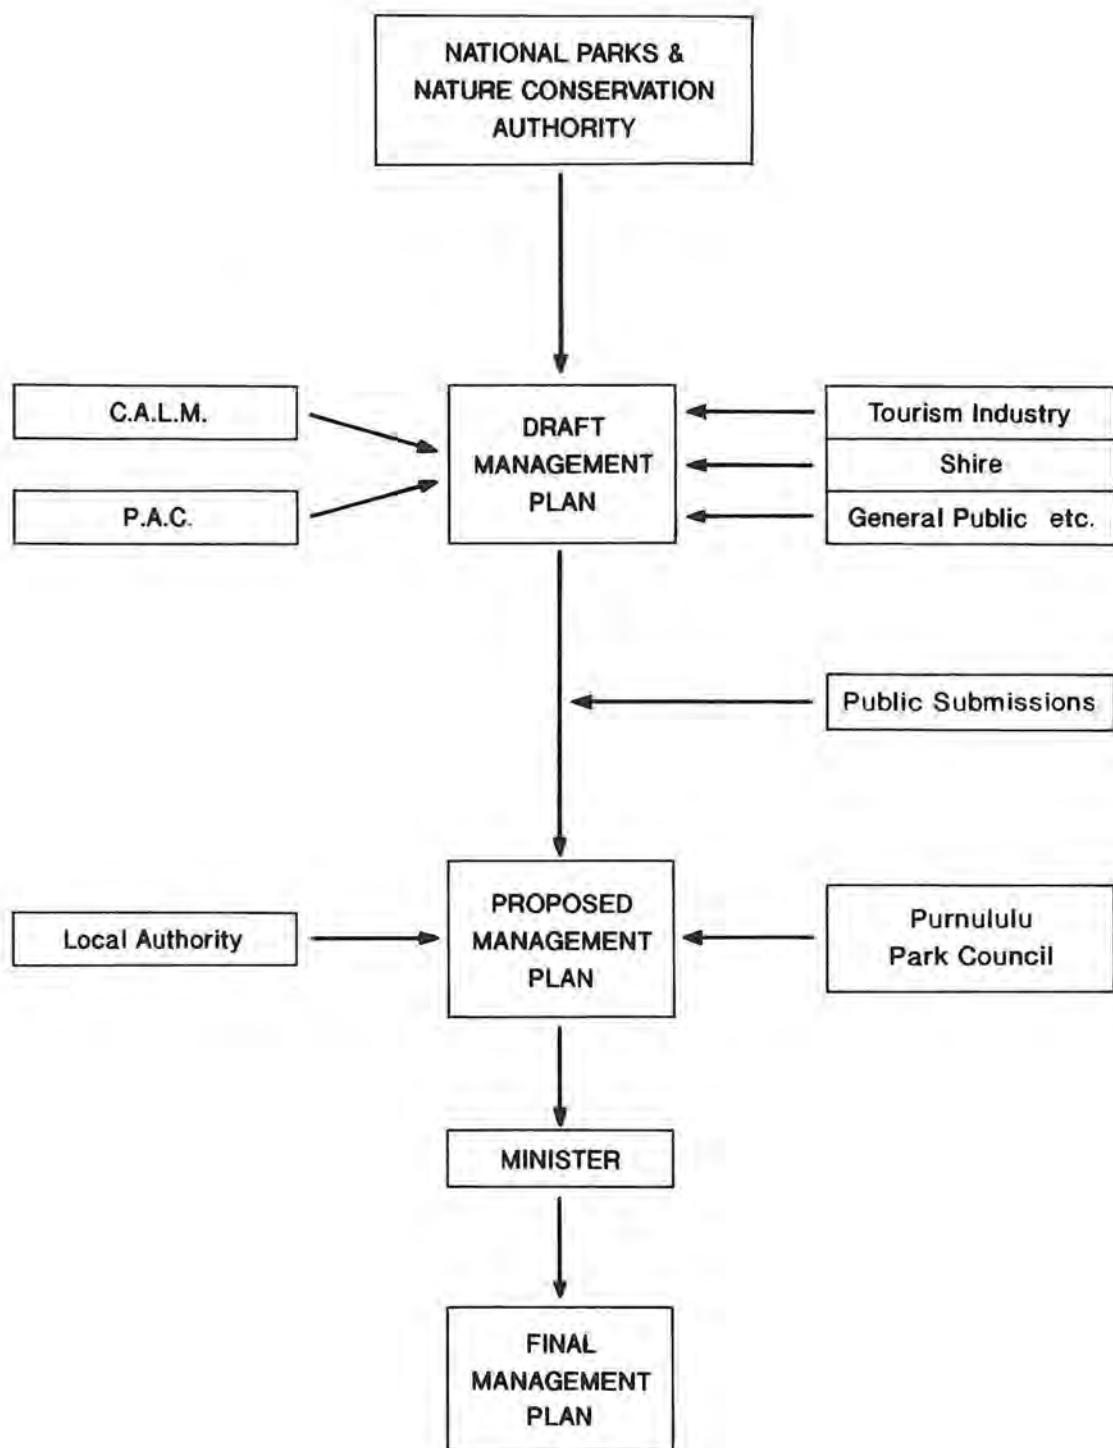 NATIONAL PARKS &
NATURE CONSERVATION
AUTHORITY
C.A.L.M.
P.A.C.
DRAFT
MANAGEMENT
PLAN
Tourism Industry
Shire
General Public etc.
Public Submissions
Local Authority
PROPOSED
MANAGEMENT
PLAN
Purnululu
Park Council
MINISTER
FINAL
MANAGEMENT
PLAN